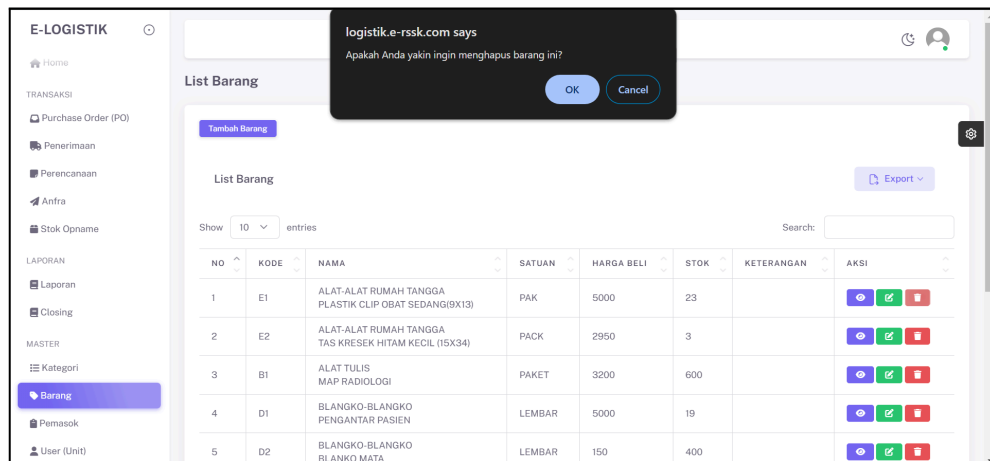 E-LOGISTIK
Home
TRANSAKSI
Purchase Order (PO)
Penerimaan
Perencanaan
Anfra
Stok Opname
LAPORAN
Laporan
Closing
MASTER
Kategori
Barang
Pemasok
User (Unit)
logistik.e-rssk.com says
Apakah Anda yakin ingin menghapus barang ini?
OK Cancel
List Barang
Tambah Barang
List Barang
Export
Show 10 entries
Search:
NO KODE NAMA SATUAN HARGA BELI STOK KETERANGAN AKSI
1 E1 ALAT-ALAT RUMAH TANGGA PAK 5000 23
PLASTIK CLIP OBAT SEDANG(9X13)
2 E2 ALAT-ALAT RUMAH TANGGA PACK 2950 3
TAS KRESEK HITAM KECIL (15X34)
3 B1 ALAT TULIS PAKET 3200 600
MAP RADIOLOGI
4 D1 BLANGKO-BLANGKO LEMBAR 5000 19
PENGANTAR PASIEN
5 D2 BLANGKO-BLANGKO LEMBAR 150 400
BLANKO MATA